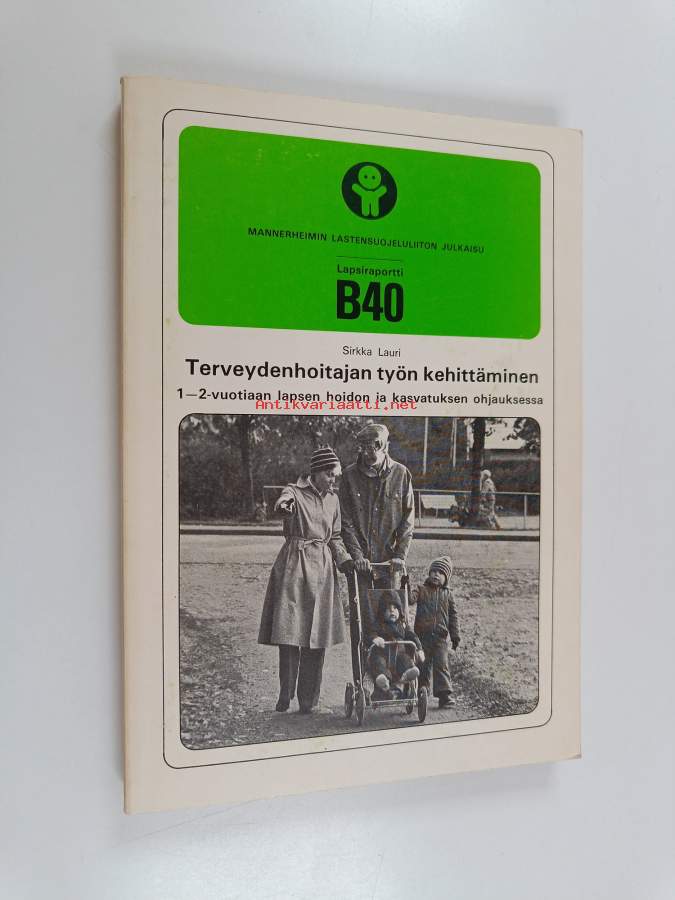 MANNERHEIMIN LASTENSUOJELULIITON JULKAISU
Lapsiraportti
B40
Sirkka Lauri
Terveydenhoitajan työn kehittäminen
1—2-vuotiaan lapsen hoidon ja kasvatuksen ohjauksessa
Antikvariaatti.net